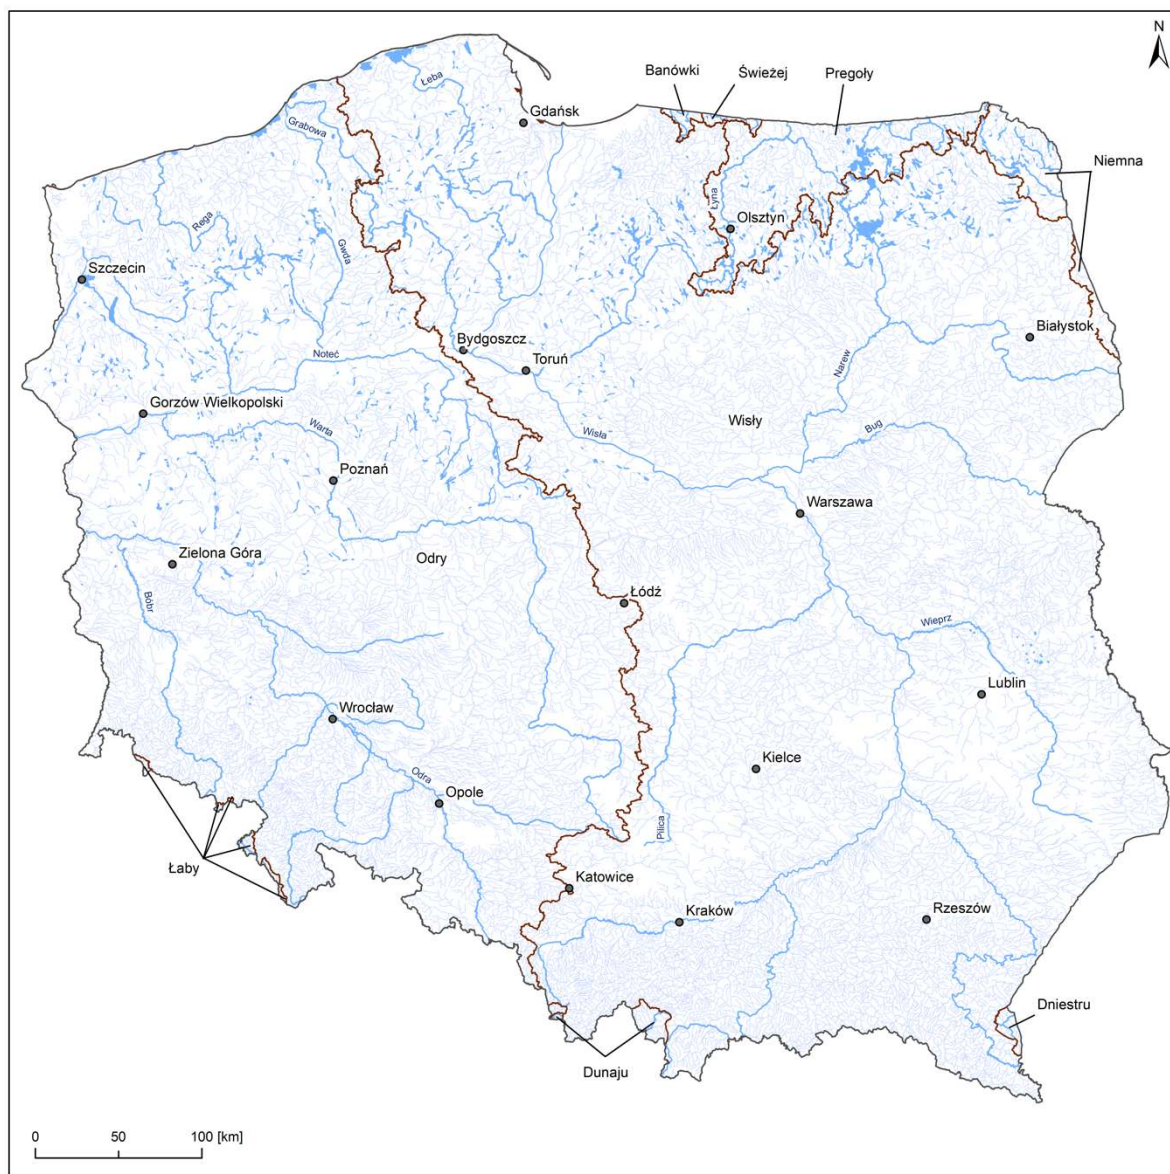 N
Banówki
Świeżej
Pregoły
Łeba
Gdańsk
Grabowa
Niemna
Łyna
Rega
Olsztyn
Gwda
Szczecin
Białystok
Bydgoszcz
Noteć
Toruń
Narew
Gorzów Wielkopolski
Warta
Wisła
Wisły
Bug
Poznań
Warszawa
Zielona Góra
Odry
Bóbr
Łódź
Wieprz
Lublin
Wrocław
Kielce
Odra
Opole
Pilica
Łaby
Katowice
Kraków
Rzeszów
Dniestru
Dunaju
0 50 100 [km]